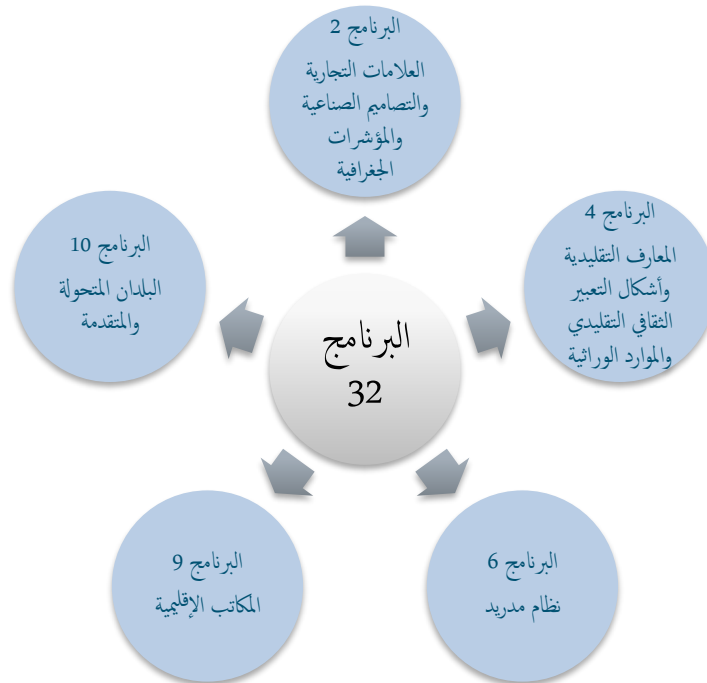 البرنامج 2
العلامات التجارية
والتصاميم الصناعية
والمؤشرات
الجغرافية
البرنامج 4
المعارف التقليدية
وأشكال التعبير
الثقافي التقليدي
والموارد الوراثية
البرنامج 10
البلدان المتحولة
والمتقدمة
البرنامج
32
البرنامج 6
نظام مدريد
البرنامج 9
المكاتب الإقليمية